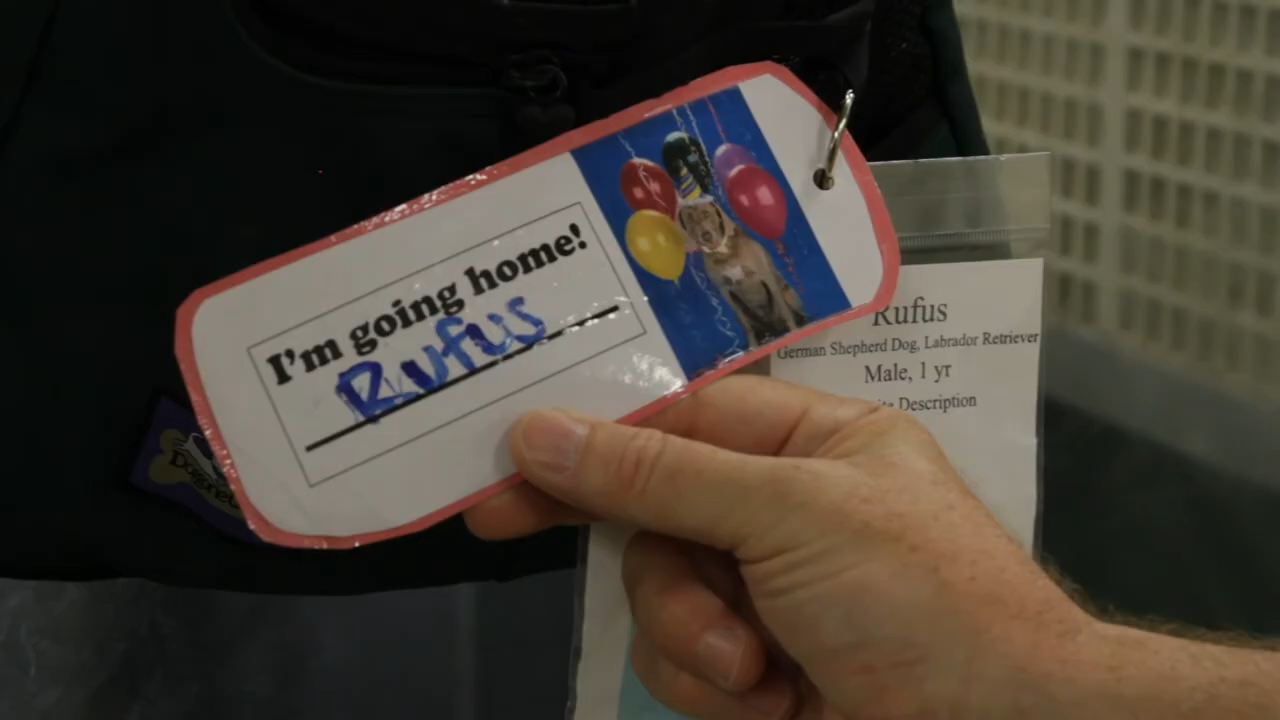 I'm going home!
Rufus
Rufus
German Shepherd Dog, Labrador Retriever
Male, 1 yr
Description